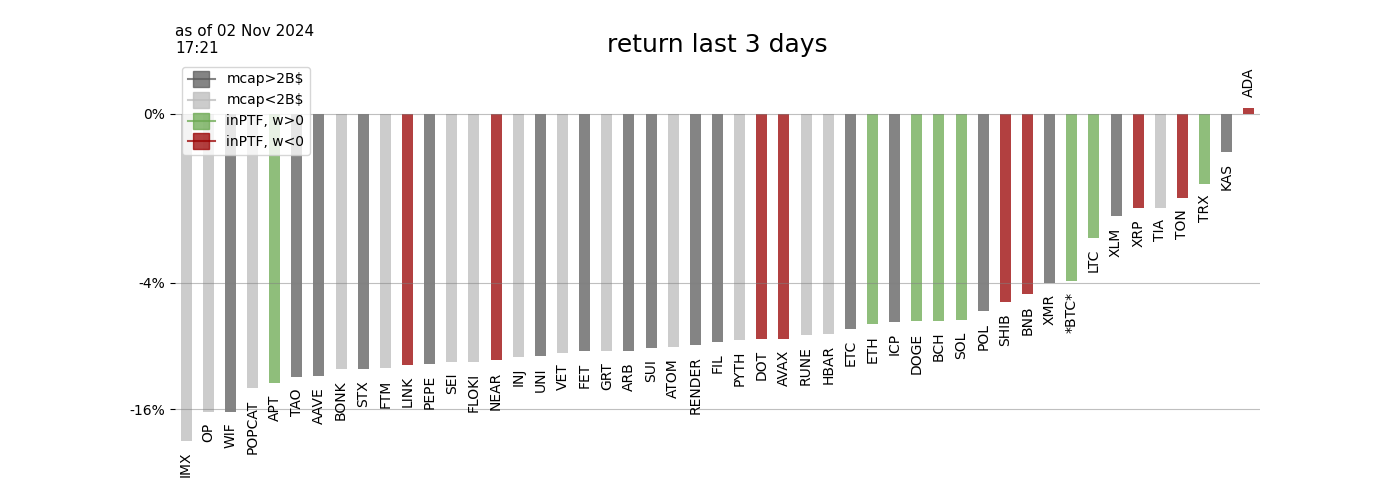 as of 02 Nov 2024
17:21
return last 3 days
mcap>2B$
mcap<2B$
inPTF, w>0
inPTF, w<0
0%
-4%
-16%
IMX
OP
WIF
POPCAT
APT
TAO
AAVE
BONK
STX
FTM
LINK
PEPE
SEI
FLOKI
NEAR
INJ
UNI
VET
FET
GRT
ARB
SUI
ATOM
RENDER
FIL
PYTH
DOT
AVAX
RUNE
HBAR
ETC
ETH
ICP
DOGE
BCH
SOL
POL
SHIB
BNB
XMR
*BTC*
LTC
XLM
XRP
TIA
TON
TRX
KAS
ADA